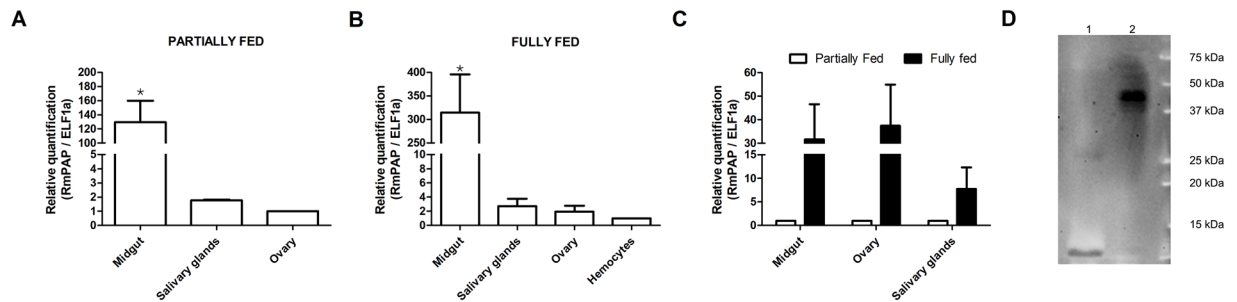 A
PARTIALLY FED
Relative quantification
(RmPAP / ELF1a)
200
180
160
140
120
100
6
5
4
3
2
1
0
*
Midgut
Salivary glands
Ovary
B
FULLY FED
Relative quantification
(RmPAP / ELF1a)
400
350
300
250
10
8
6
4
2
0
*
Midgut
Salivary glands
Ovary
Hemocytes
C
Partially Fed
Fully fed
Relative quantification
(RmPAP / ELF1a)
60
50
40
30
15
10
5
0
Midgut
Ovary
Salivary glands
D
1 2
75 kDa
50 kDa
37 kDa
25 kDa
20 kDa
15 kDa